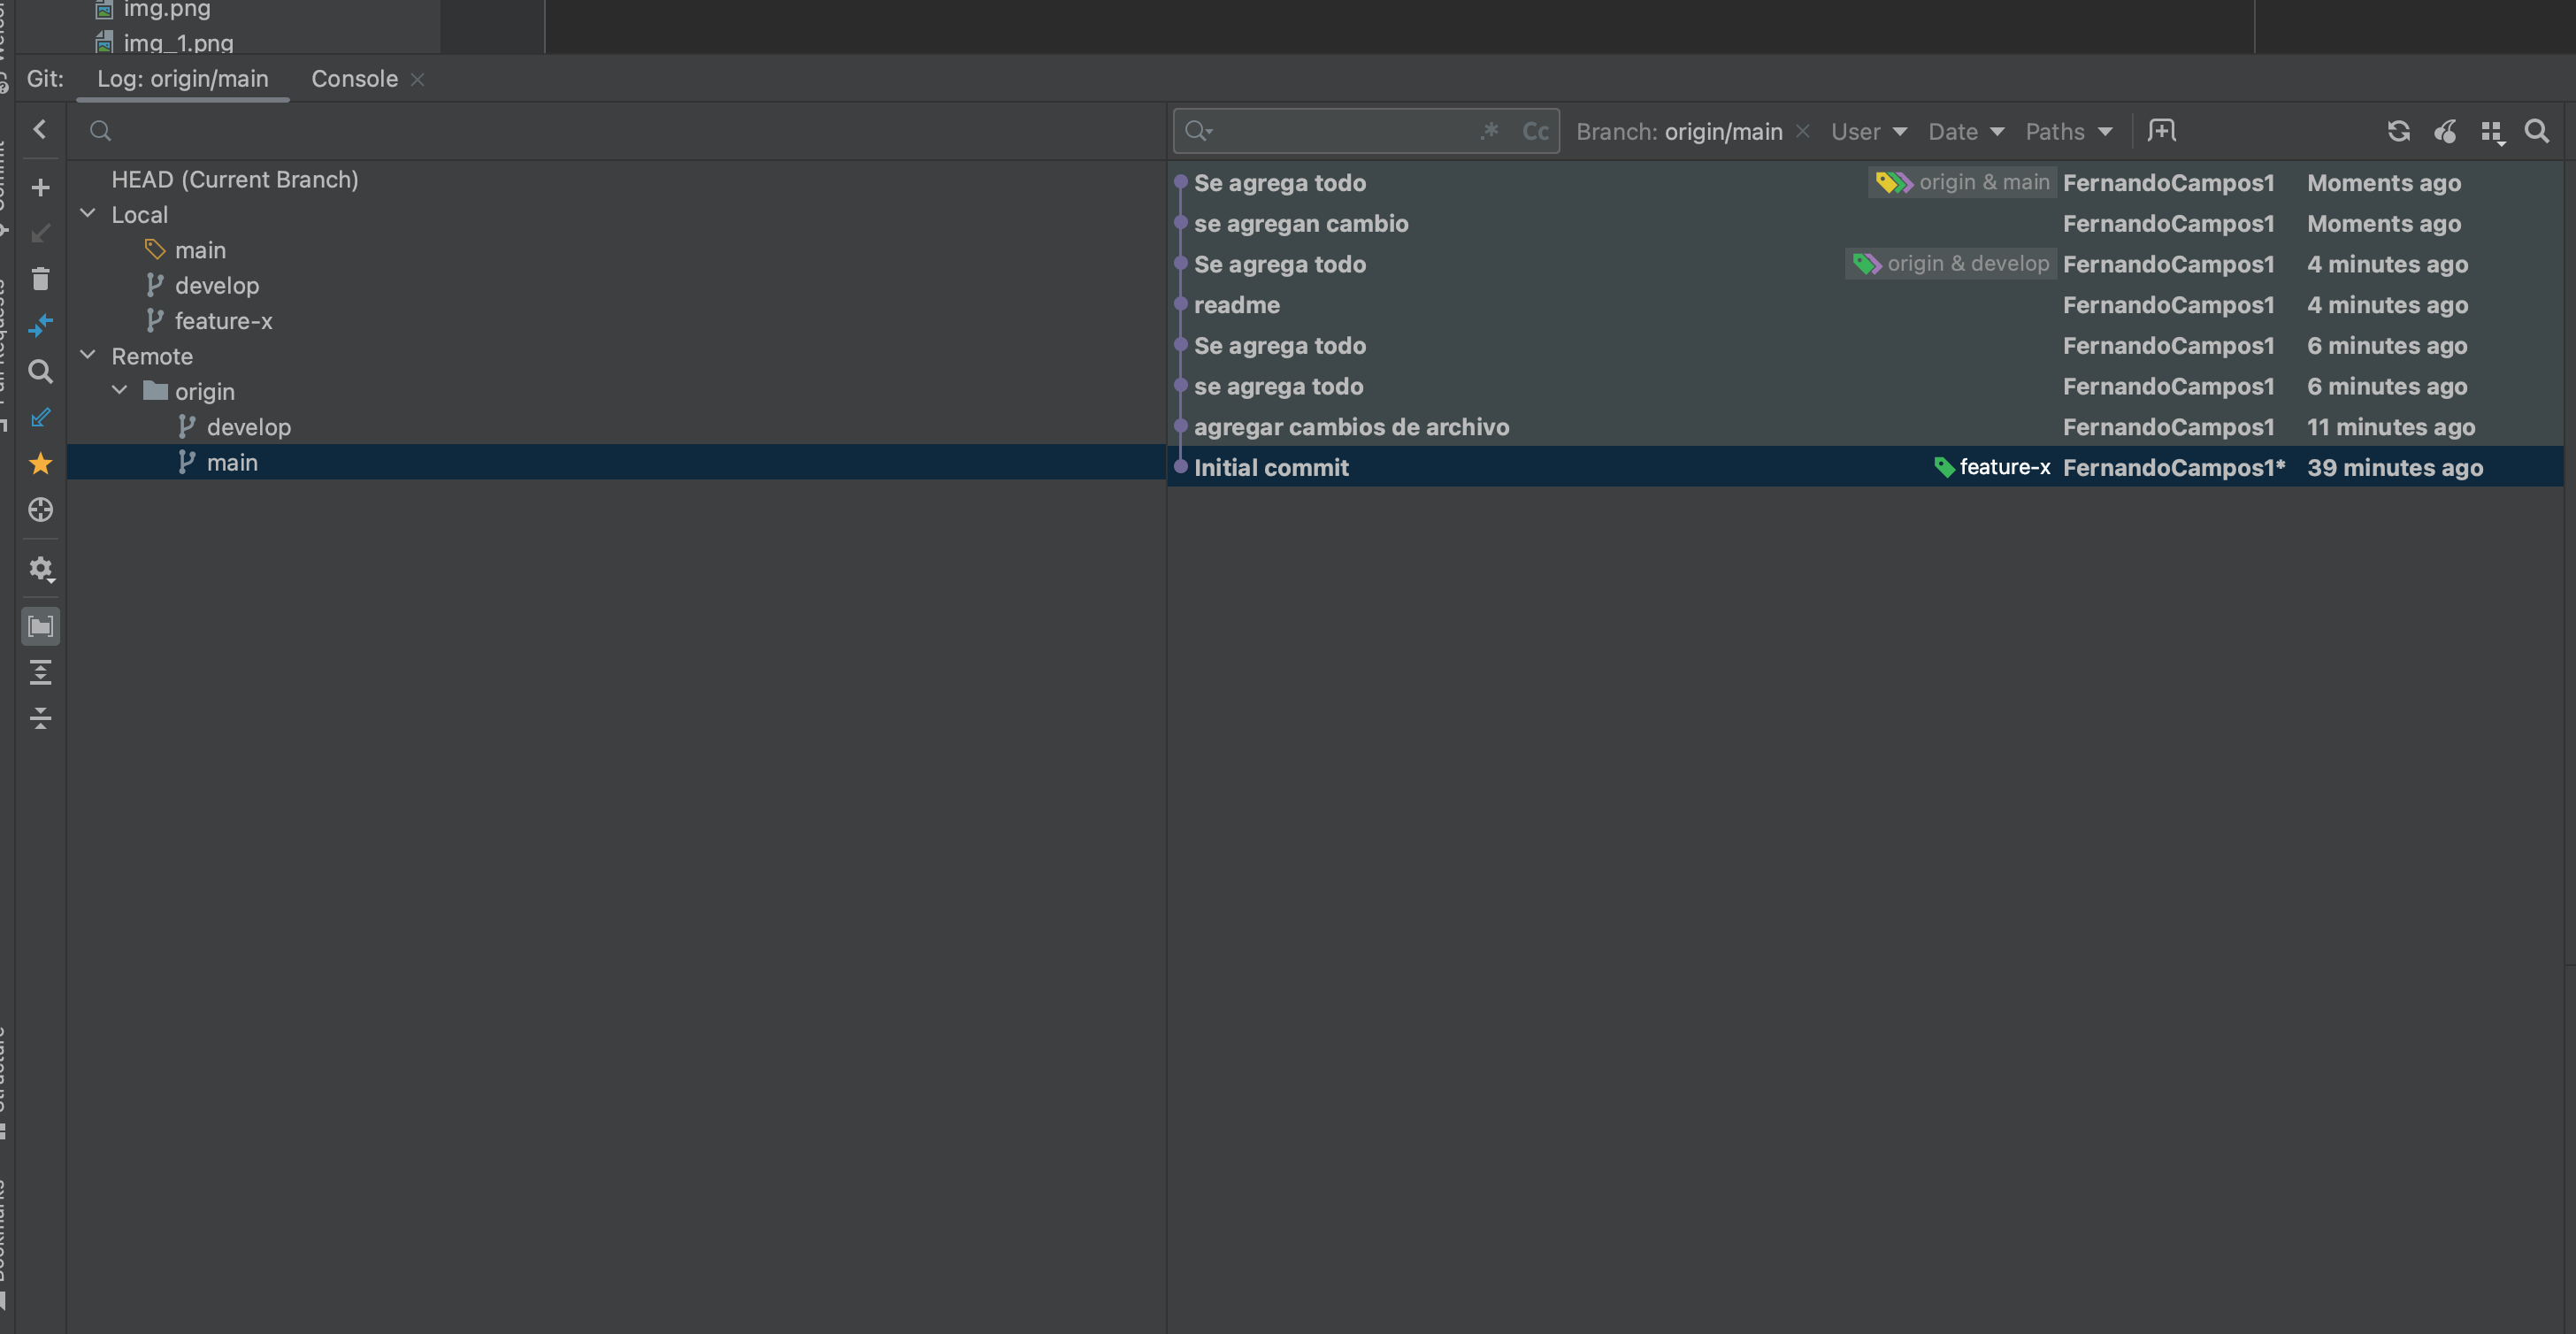 img.png
img_1.png
Git: Log: origin/main Console
Cc Branch: origin/main User Date Paths
HEAD (Current Branch)
Local
main
develop
feature-x
Remote
origin
develop
main
Se agrega todo origin & main FernandoCampos1 Moments ago
se agregan cambio FernandoCampos1 Moments ago
Se agrega todo origin & develop FernandoCampos1 4 minutes ago
readme FernandoCampos1 4 minutes ago
Se agrega todo FernandoCampos1 6 minutes ago
se agrega todo FernandoCampos1 6 minutes ago
agregar cambios de archivo FernandoCampos1 11 minutes ago
Initial commit feature-x FernandoCampos1* 39 minutes ago